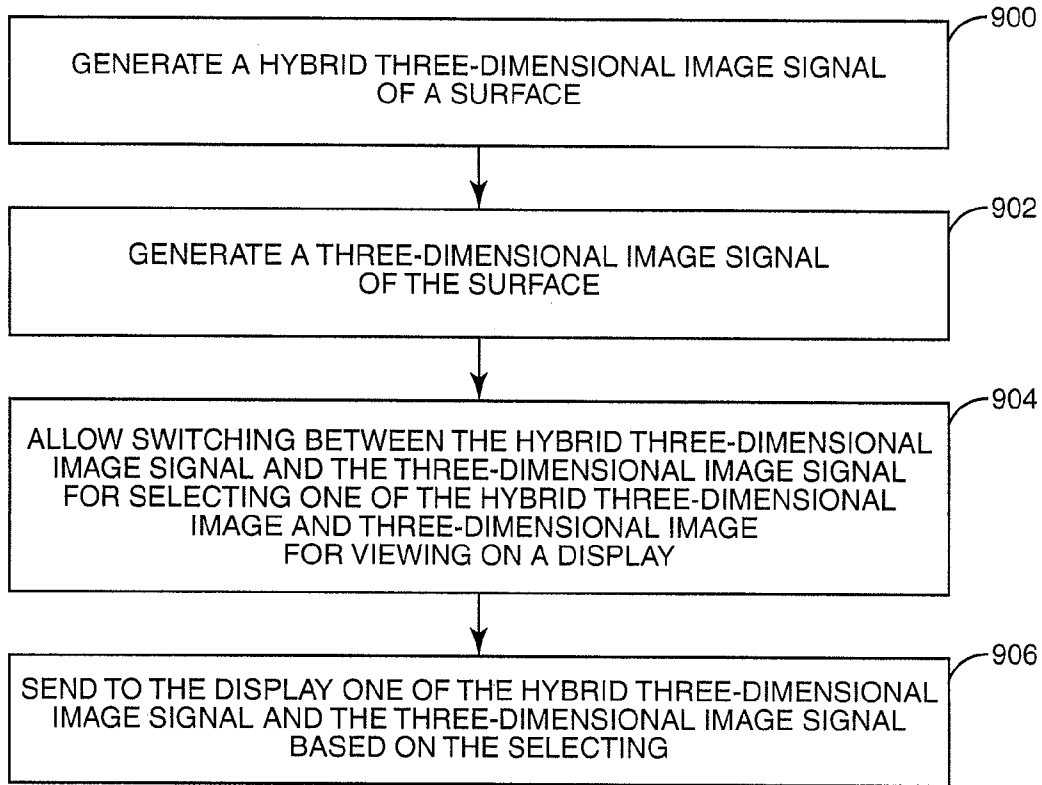 900
GENERATE A HYBRID THREE-DIMENSIONAL IMAGE SIGNAL
OF A SURFACE
902
GENERATE A THREE-DIMENSIONAL IMAGE SIGNAL
OF THE SURFACE
904
ALLOW SWITCHING BETWEEN THE HYBRID THREE-DIMENSIONAL
IMAGE SIGNAL AND THE THREE-DIMENSIONAL IMAGE SIGNAL
FOR SELECTING ONE OF THE HYBRID THREE-DIMENSIONAL
IMAGE AND THREE-DIMENSIONAL IMAGE
FOR VIEWING ON A DISPLAY
906
SEND TO THE DISPLAY ONE OF THE HYBRID THREE-DIMENSIONAL
IMAGE SIGNAL AND THE THREE-DIMENSIONAL IMAGE SIGNAL
BASED ON THE SELECTING